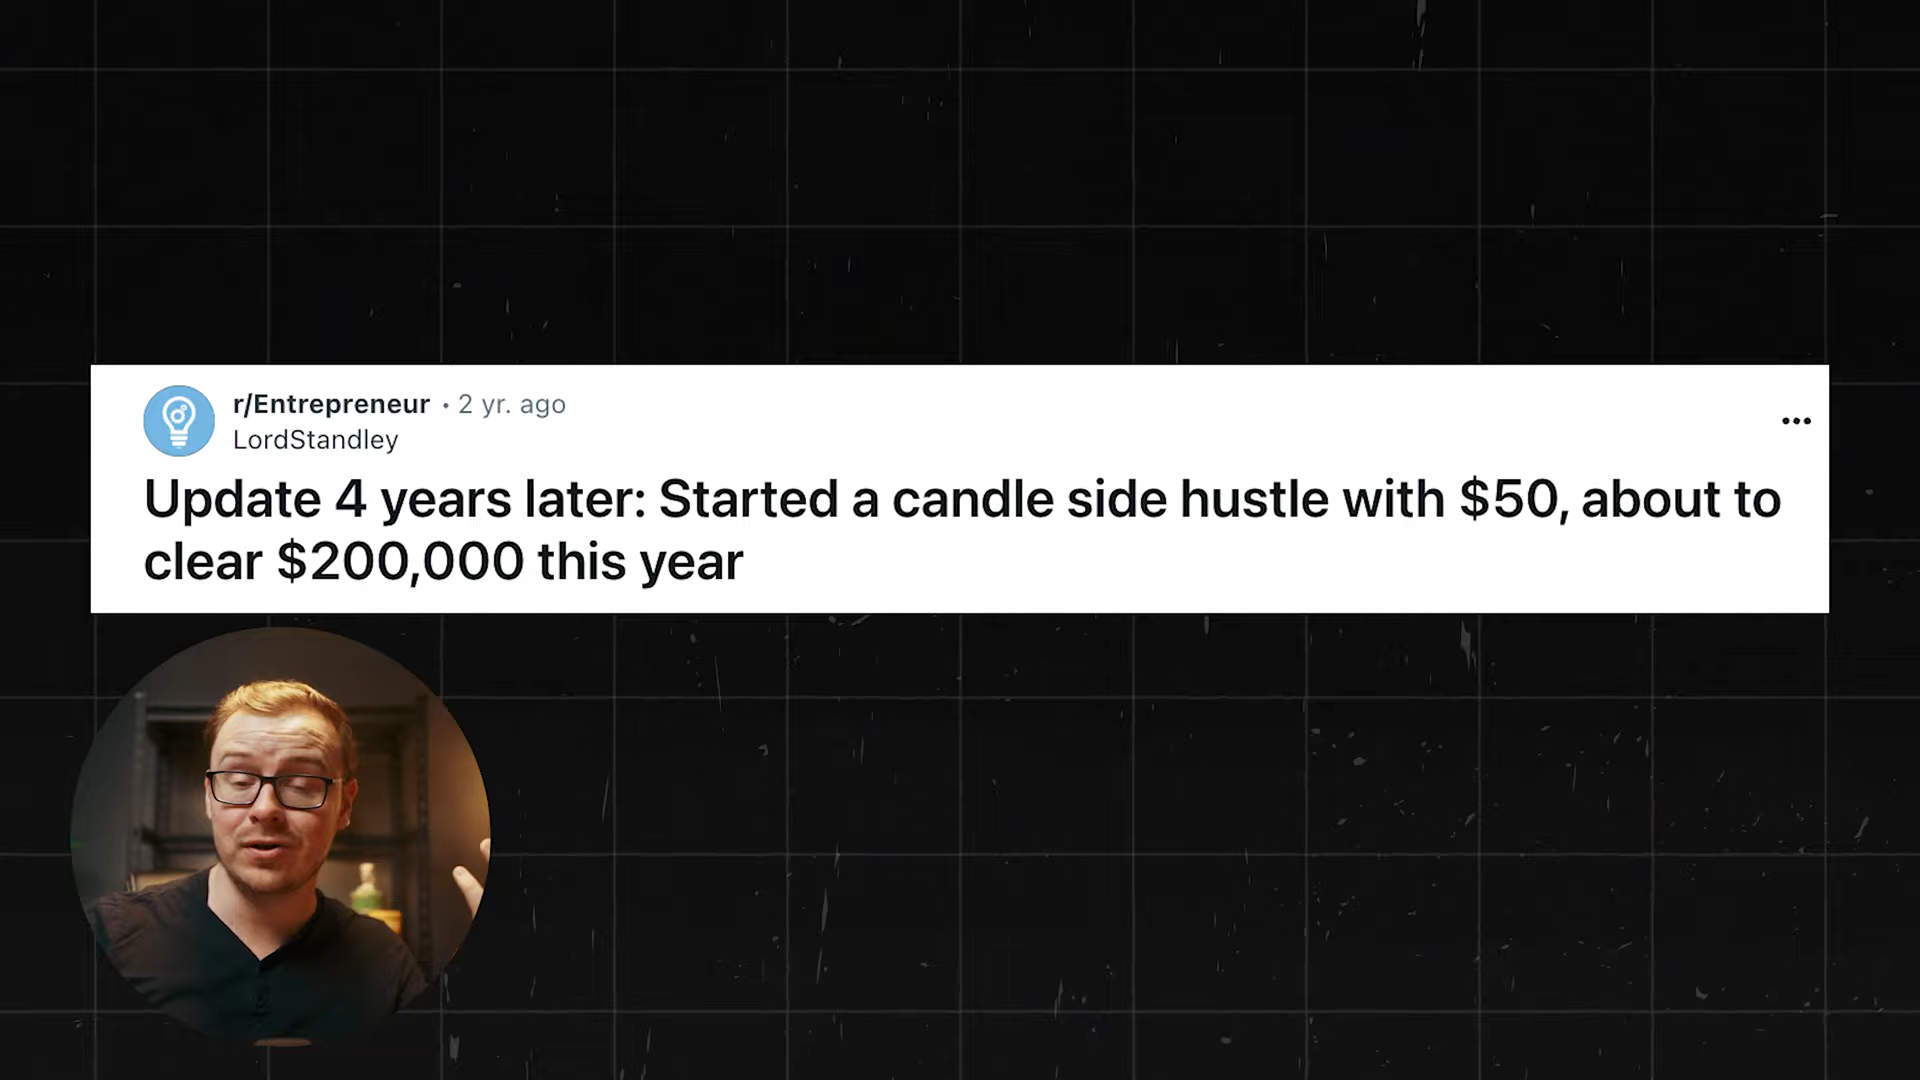 r/Entrepreneur • 2 yr. ago
LordStandley
Update 4 years later: Started a candle side hustle with $50, about to
clear $200,000 this year